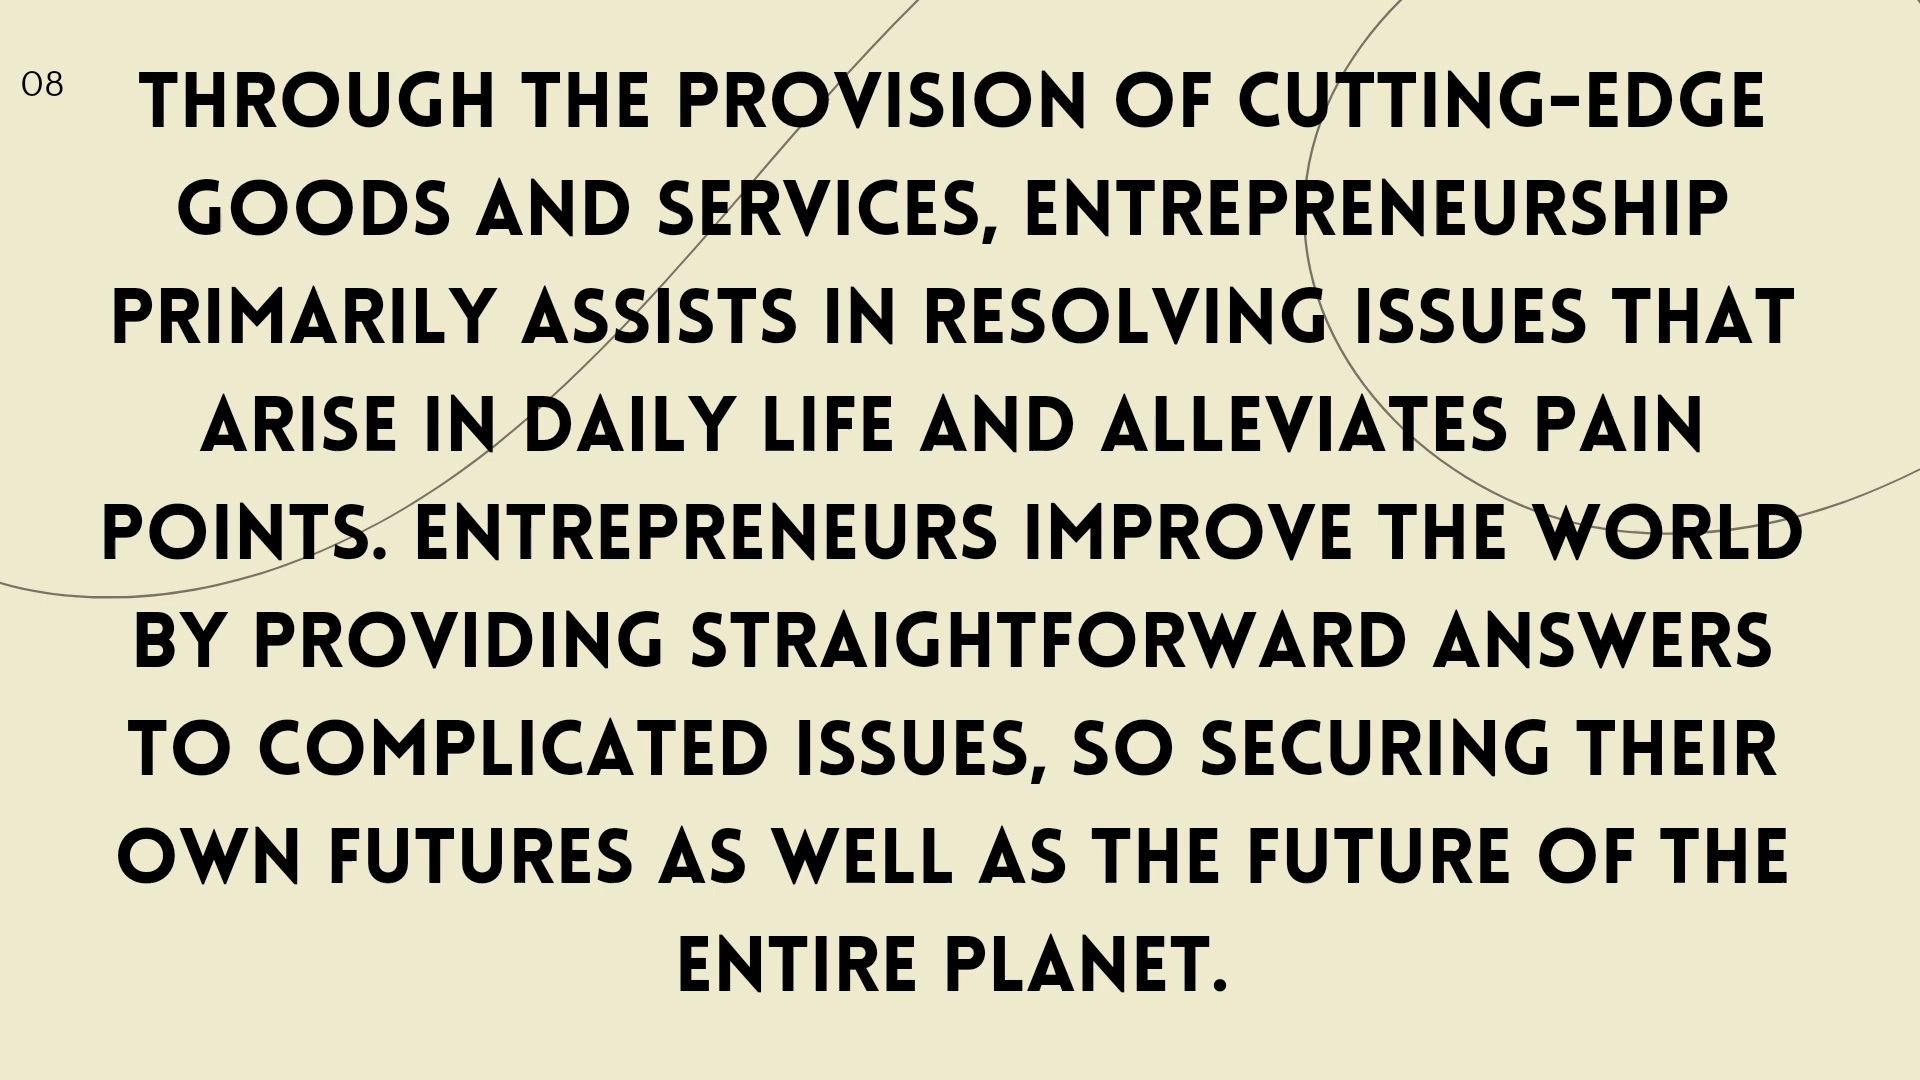 08
THROUGH THE PROVISION OF CUTTING-EDGE
GOODS AND SERVICES, ENTREPRENEURSHIP
PRIMARILY ASSISTS IN RESOLVING ISSUES THAT
ARISE IN DAILY LIFE AND ALLEVIATES PAIN
POINTS. ENTREPRENEURS IMPROVE THE WORLD
BY PROVIDING STRAIGHTFORWARD ANSWERS
TO COMPLICATED ISSUES, SO SECURING THEIR
OWN FUTURES AS WELL AS THE FUTURE OF THE
ENTIRE PLANET.